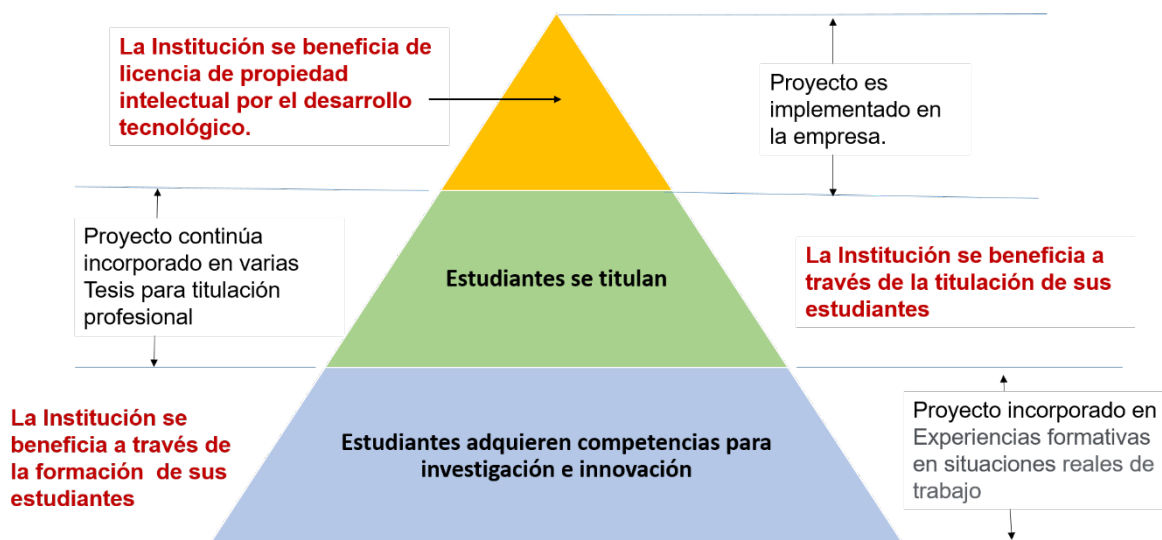 La Institución se beneficia de
licencia de propiedad
intelectual por el desarrollo
tecnológico.
Proyecto es
implementado en
la empresa.
Proyecto continúa
incorporado en varias
Tesis para titulación
profesional
Estudiantes se titulan
La Institución se beneficia a
través de la titulación de sus
estudiantes
La Institución se
beneficia a través de
la formación de sus
estudiantes
Estudiantes adquieren competencias para
investigación e innovación
Proyecto incorporado en
Experiencias formativas
en situaciones reales de
trabajo